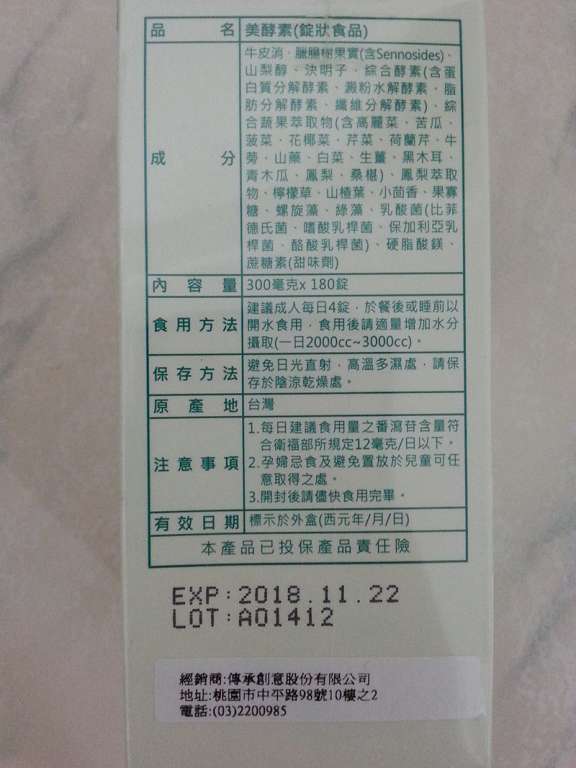 品名 美酵素(錠狀食品)
成分 牛皮消、臘腸樹果實(含Sennosides)、
山梨醇、決明子、綜合酵素(含蛋
白質分解酵素、澱粉水解酵素、脂
肪分解酵素、纖維分解酵素)、綜
合蔬果萃取物(含高麗菜、苦瓜、
菠菜、花椰菜、芹菜、荷蘭芹、牛
蒡、山藥、白菜、生薑、黑木耳、
青木瓜、鳳梨、桑椹)、鳳梨萃取
物、檸檬草、山楂葉、小茴香、果寡
糖、螺旋藻、綠藻、乳酸菌(比菲
德氏菌、嗜酸乳桿菌、保加利亞乳
桿菌、酪酸乳桿菌)、硬脂酸鎂、
蔗糖素(甜味劑)
內容量 300毫克x 180錠
食用方法 建議成人每日4錠，於餐後或睡前以
開水食用，食用後請適量增加水分
攝取(一日2000cc~3000cc)。
保存方法 避免日光直射，高溫多濕處，請保
存於陰涼乾燥處。
原產地 台灣
注意事項 1.每日建議食用量之番瀉苷含量符
合衛福部所規定12毫克/日以下。
2.孕婦忌食及避免置放於兒童可任
意取得之處。
3.開封後請儘快食用完畢。
有效日期 標示於外盒(西元年/月/日)
本產品已投保產品責任險
EXP:2018.11.22
LOT:A01412
經銷商:傳承創意股份有限公司
地址:桃園市中平路98號10樓之2
電話:(03)2200985